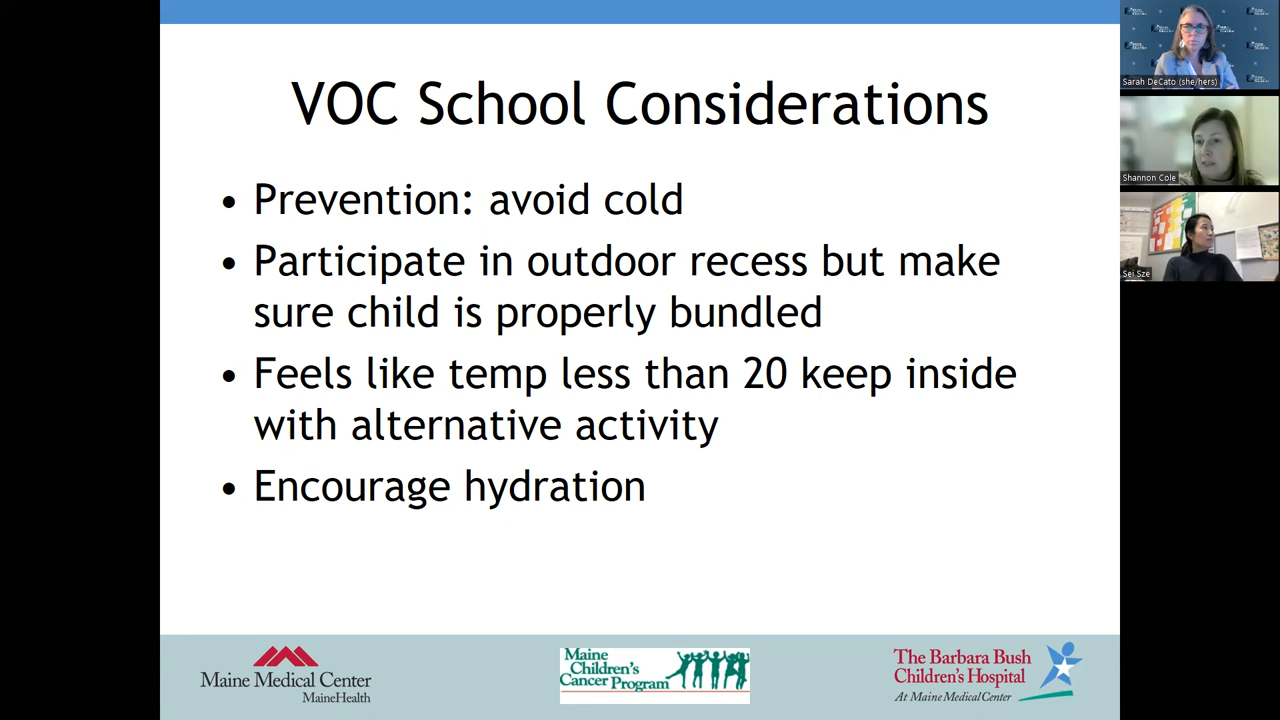 VOC School Considerations
• Prevention: avoid cold
• Participate in outdoor recess but make
sure child is properly bundled
• Feels like temp less than 20 keep inside
with alternative activity
• Encourage hydration
Maine Medical Center
MaineHealth
Maine
Children's
Cancer Program
The Barbara Bush
Children's Hospital
At Maine Medical Center
Sarah DeCato (she/hers)
Shannon Cole
Sei Sze